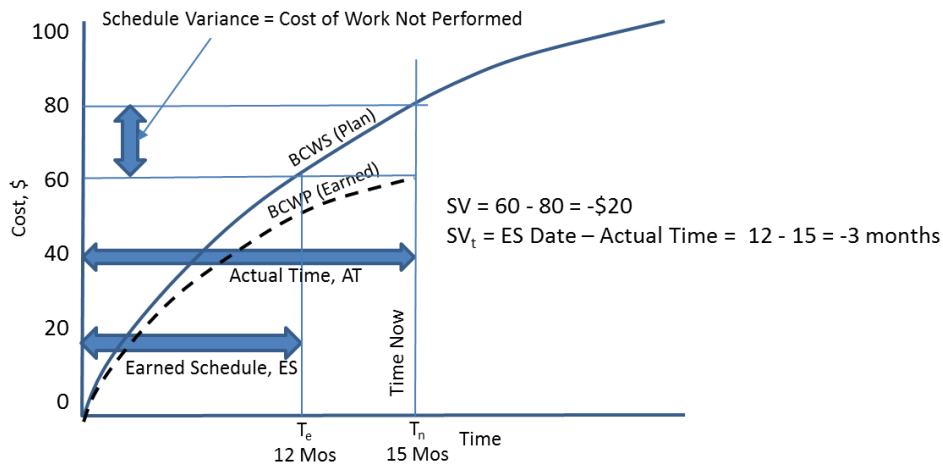 Schedule Variance = Cost of Work Not Performed
100
80
60
40
20
0
Cost, $
BCWS (Plan)
BCWP (Earned)
Actual Time, AT
Earned Schedule, ES
Time Now
SV = 60 - 80 = -$20
SVt = ES Date – Actual Time = 12 - 15 = -3 months
Te
12 Mos
Tn
15 Mos
Time